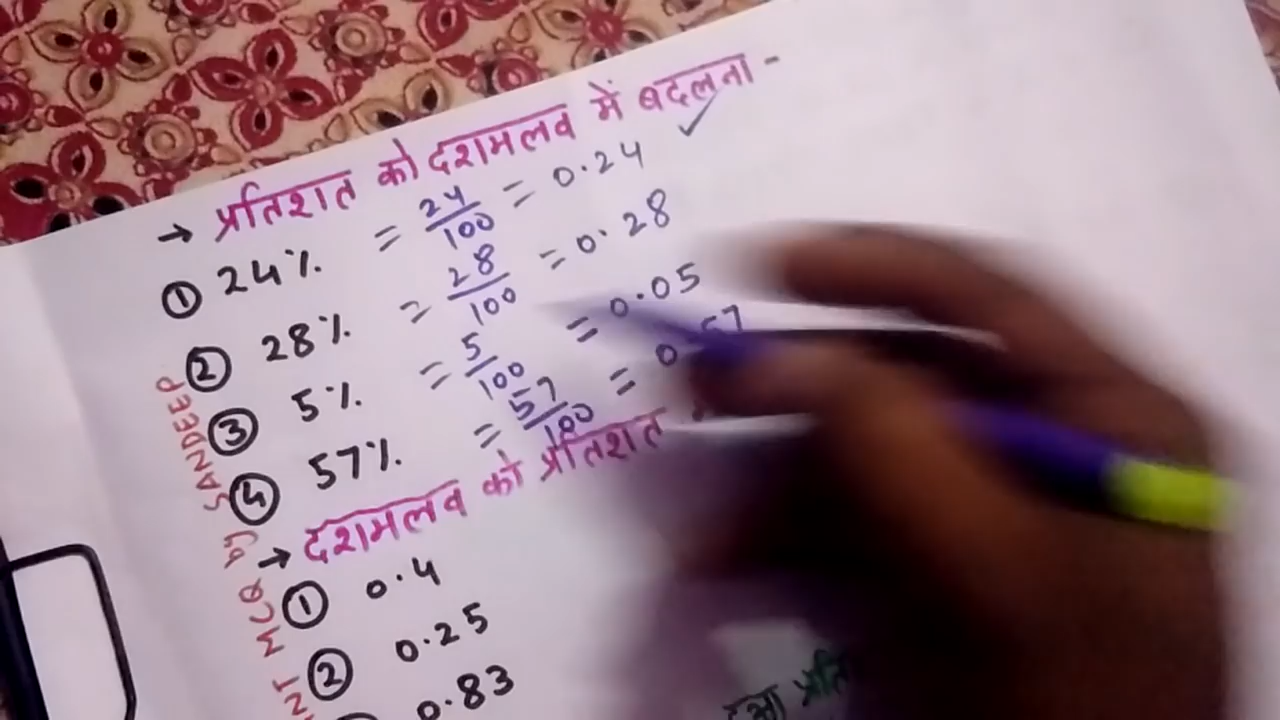 → प्रतिशत को दशमलव में बदलना -
① 24% = 24/100 = 0.24 ✓
② 28% = 28/100 = 0.28
③ 5% = 5/100 = 0.05
④ 57% = 57/100 = 0.57
→ दशमलव को प्रतिशत
① 0.4
② 0.25
0.83
MCQ By SANDEEP